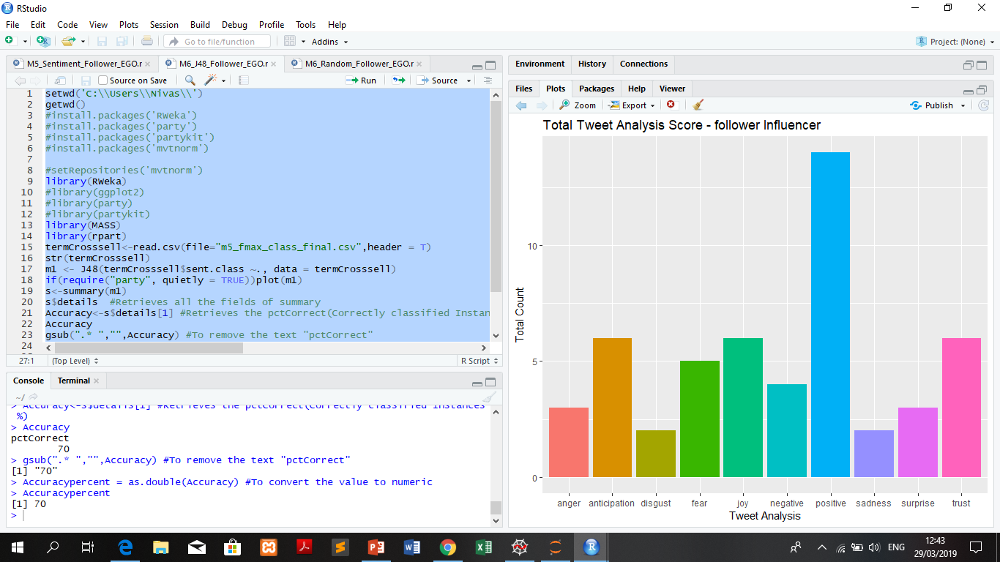 RStudio
File Edit Code View Plots Session Build Debug Profile Tools Help
Go to file/function Addins Project: (None)
M5_Sentiment_Follower_EGO.r M6_J48_Follower_EGO.r M6_Random_Follower_EGO.r
Source on Save Run Source
1 setwd('C:\\Users\\Nivas\\')
2 getwd()
3 #install.packages('RWeka')
4 #install.packages('party')
5 #install.packages('partykit')
6 #install.packages('mvtnorm')
7
8 #setRepositories('mvtnorm')
9 library(RWeka)
10 #library(ggplot2)
11 #library(party)
12 #library(partykit)
13 library(MASS)
14 library(rpart)
15 termCrosssell<-read.csv(file="m5_fmax_class_final.csv",header = T)
16 str(termCrosssell)
17 m1 <- J48(termCrosssell$sent.class ~., data = termCrosssell)
18 if(require("party", quietly = TRUE))plot(m1)
19 s<-summary(m1)
20 s$details #Retrieves all the fields of summary
21 Accuracy<-s$details[1] #Retrieves the pctCorrect(Correctly classified Instan
22 Accuracy
23 gsub(".* ","",Accuracy) #To remove the text "pctCorrect"
24
27:1 (Top Level) R Script
Console Terminal
~/
> Accuracy<-s$details[1] #Retrieves the pctCorrect(Correctly classified Instances
%)
> Accuracy
pctCorrect
70
> gsub(".* ","",Accuracy) #To remove the text "pctCorrect"
[1] "70"
> Accuracypercent = as.double(Accuracy) #To convert the value to numeric
> Accuracypercent
[1] 70
>
Environment History Connections
Files Plots Packages Help Viewer
Zoom Export Publish
Total Tweet Analysis Score - follower Influencer
Total Count
10
5
0
anger anticipation disgust fear joy negative positive sadness surprise trust
Tweet Analysis
ENG
12:43
29/03/2019